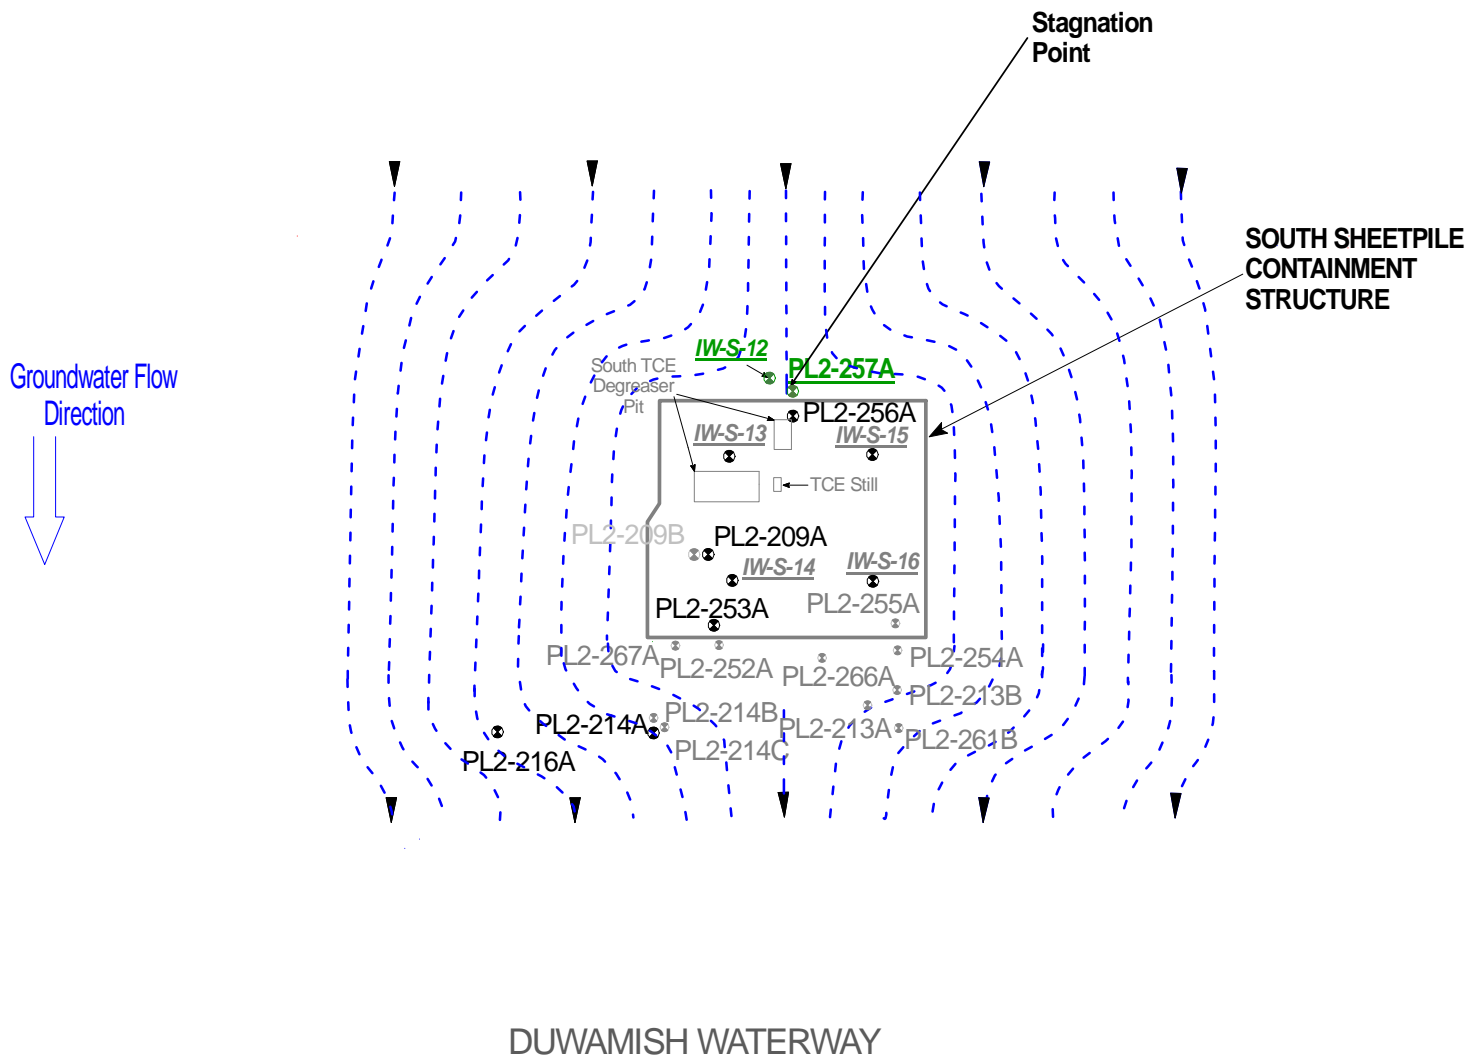 Stagnation
Point
SOUTH SHEETPILE
CONTAINMENT
STRUCTURE
Groundwater Flow
Direction
IW-S-12
South TCE
Degreaser
Pit
PL2-257A
PL2-256A
IW-S-13
IW-S-15
TCE Still
PL2-209B
PL2-209A
IW-S-14
IW-S-16
PL2-253A
PL2-255A
PL2-267A
PL2-252A
PL2-266A
PL2-254A
PL2-213B
PL2-214A
PL2-214B
PL2-213A
PL2-261B
PL2-214C
PL2-216A
DUWAMISH WATERWAY